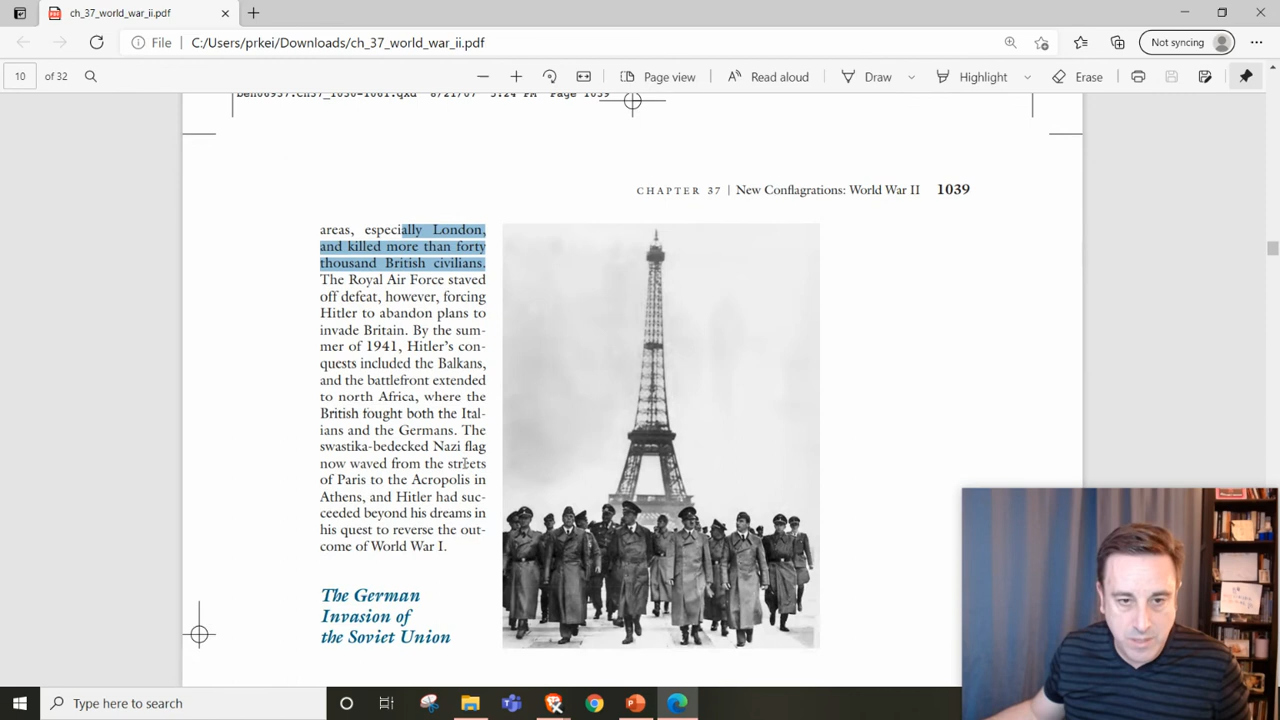 ch_37_world_war_ii.pdf
File
C:/Users/prkei/Downloads/ch_37_world_war_ii.pdf
Not syncing
10 of 32
Page view
Read aloud
Draw
Highlight
Erase
CHAPTER 37 | New Conflagrations: World War II 1039
areas, especially London,
and killed more than forty
thousand British civilians.
The Royal Air Force staved
off defeat, however, forcing
Hitler to abandon plans to
invade Britain. By the sum-
mer of 1941, Hitler's con-
quests included the Balkans,
and the battlefront extended
to north Africa, where the
British fought both the Ital-
ians and the Germans. The
swastika-bedecked Nazi flag
now waved from the streets
of Paris to the Acropolis in
Athens, and Hitler had suc-
ceeded beyond his dreams in
his quest to reverse the out-
come of World War I.
The German
Invasion of
the Soviet Union
Type here to search